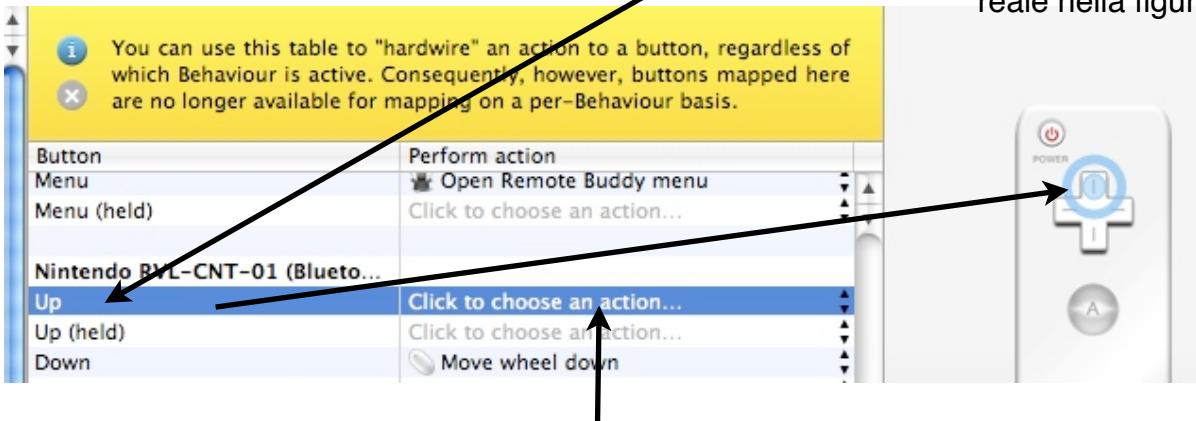 reale nella figur
You can use this table to "hardwire" an action to a button, regardless of
which Behaviour is active. Consequently, however, buttons mapped here
are no longer available for mapping on a per-Behaviour basis.
Button Perform action
Menu Open Remote Buddy menu
Menu (held) Click to choose an action...
Nintendo RVL-CNT-01 (Blueto...
Up Click to choose an action...
Up (held) Click to choose an action...
Down Move wheel down
POWER
A